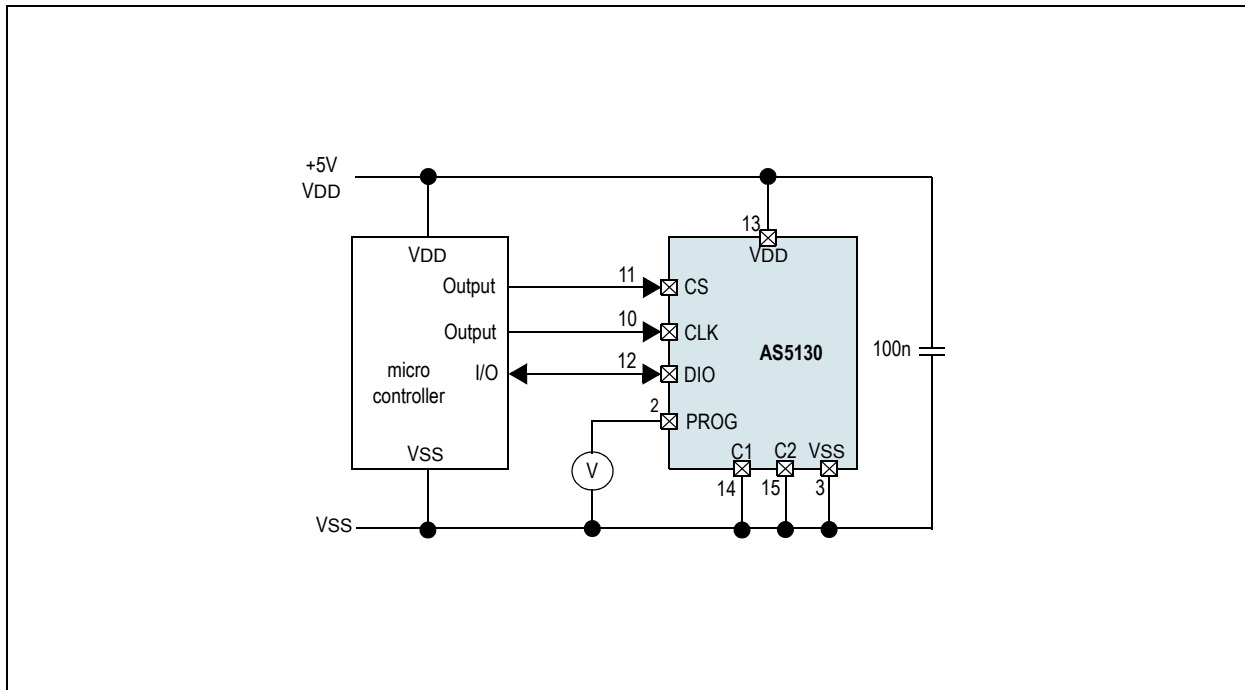 +5V
VDD
13
VDD
VDD
Output
11
CS
Output
10
CLK
AS5130
100n
micro
controller
I/O
12
DIO
2
PROG
VSS
V
C1
C2
VSS
14
15
3
VSS